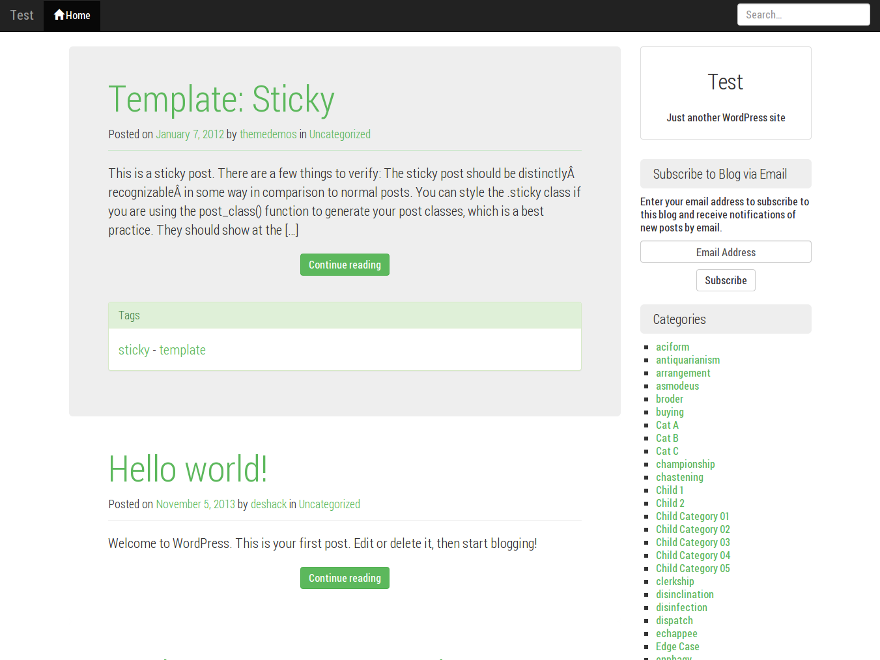 Test
Home
Search...
Template: Sticky
Posted on January 7, 2012 by themedemos in Uncategorized
This is a sticky post. There are a few things to verify: The sticky post should be distinctlyÂ
recognizableÂ in some way in comparison to normal posts. You can style the .sticky class if
you are using the post_class() function to generate your post classes, which is a best
practice. They should show at the [...]
Continue reading
Tags
sticky - template
Hello world!
Posted on November 5, 2013 by deshack in Uncategorized
Welcome to WordPress. This is your first post. Edit or delete it, then start blogging!
Continue reading
Test
Just another WordPress site
Subscribe to Blog via Email
Enter your email address to subscribe to
this blog and receive notifications of
new posts by email.
Email Address
Subscribe
Categories
aciform
antiquarianism
arrangement
asmodeus
broder
buying
Cat A
Cat B
Cat C
championship
chastening
Child 1
Child 2
Child Category 01
Child Category 02
Child Category 03
Child Category 04
Child Category 05
clerkship
disinclination
disinfection
dispatch
echappee
Edge Case